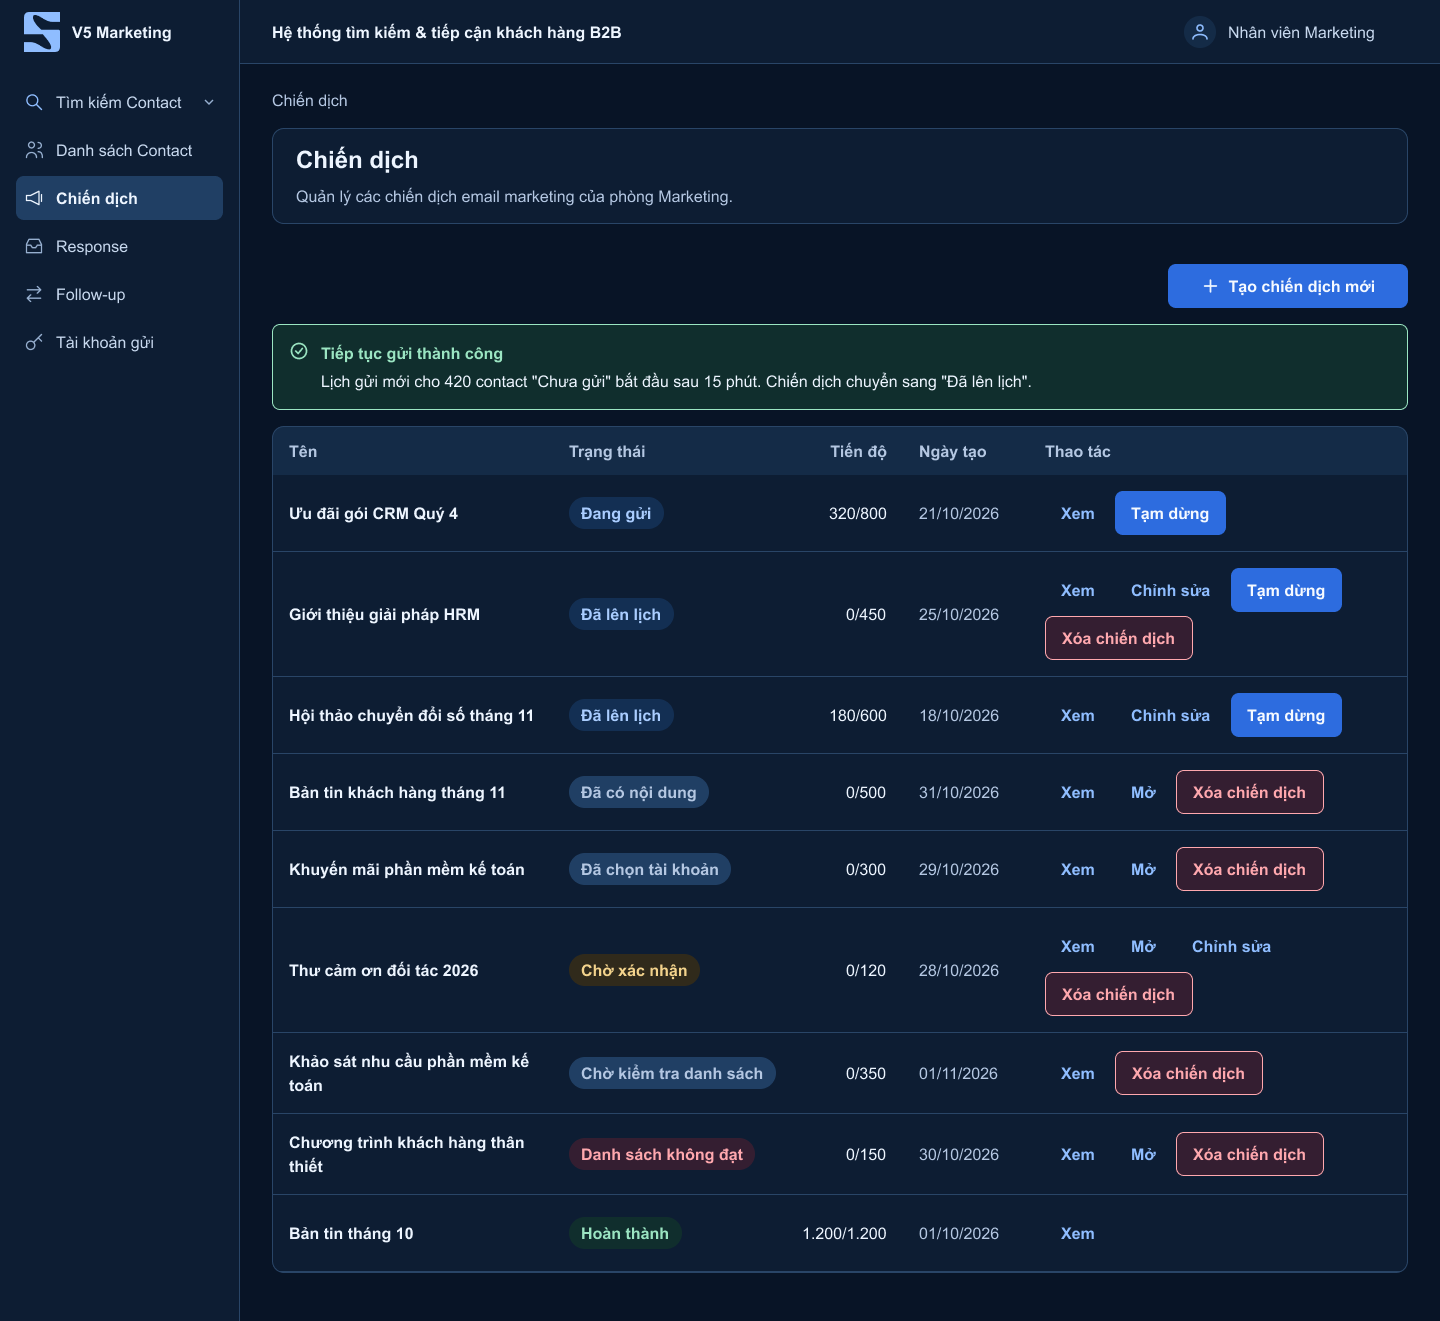 V5 Marketing
Hệ thống tìm kiếm & tiếp cận khách hàng B2B
Nhân viên Marketing
Tìm kiếm Contact
Danh sách Contact
Chiến dịch
Response
Follow-up
Tài khoản gửi
Chiến dịch
Chiến dịch
Quản lý các chiến dịch email marketing của phòng Marketing.
Tạo chiến dịch mới
Tiếp tục gửi thành công
Lịch gửi mới cho 420 contact "Chưa gửi" bắt đầu sau 15 phút. Chiến dịch chuyển sang "Đã lên lịch".
Tên Trạng thái Tiến độ Ngày tạo Thao tác
Ưu đãi gói CRM Quý 4 Đang gửi 320/800 21/10/2026 Xem Tạm dừng
Giới thiệu giải pháp HRM Đã lên lịch 0/450 25/10/2026 Xem Chỉnh sửa Tạm dừng
Xóa chiến dịch
Hội thảo chuyển đổi số tháng 11 Đã lên lịch 180/600 18/10/2026 Xem Chỉnh sửa Tạm dừng
Bản tin khách hàng tháng 11 Đã có nội dung 0/500 31/10/2026 Xem Mở Xóa chiến dịch
Khuyến mãi phần mềm kế toán Đã chọn tài khoản 0/300 29/10/2026 Xem Mở Xóa chiến dịch
Thư cảm ơn đối tác 2026 Chờ xác nhận 0/120 28/10/2026 Xem Mở Chỉnh sửa
Xóa chiến dịch
Khảo sát nhu cầu phần mềm kế
toán
Chờ kiểm tra danh sách 0/350 01/11/2026 Xem Xóa chiến dịch
Chương trình khách hàng thân
thiết
Danh sách không đạt 0/150 30/10/2026 Xem Mở Xóa chiến dịch
Bản tin tháng 10 Hoàn thành 1.200/1.200 01/10/2026 Xem